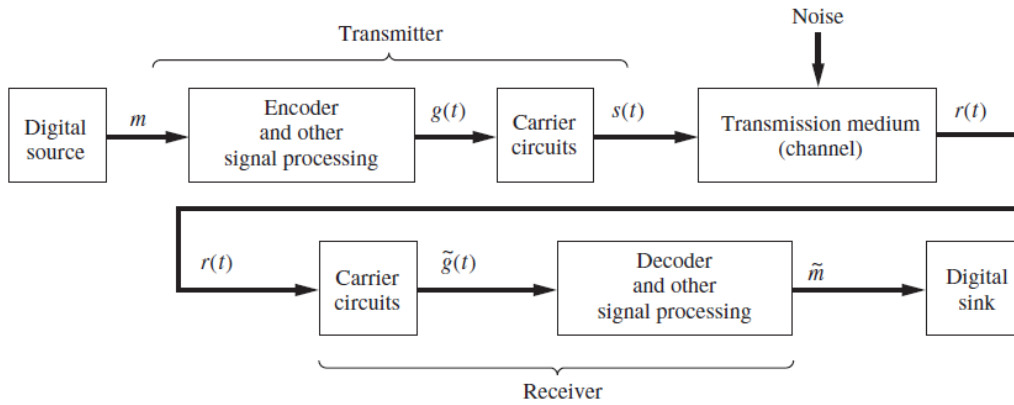 Transmitter
Noise
Digital
source
m
Encoder
and other
signal processing
g(t)
Carrier
circuits
s(t)
Transmission medium
(channel)
r(t)
r(t)
Carrier
circuits
g̃(t)
Decoder
and other
signal processing
m̃
Digital
sink
Receiver